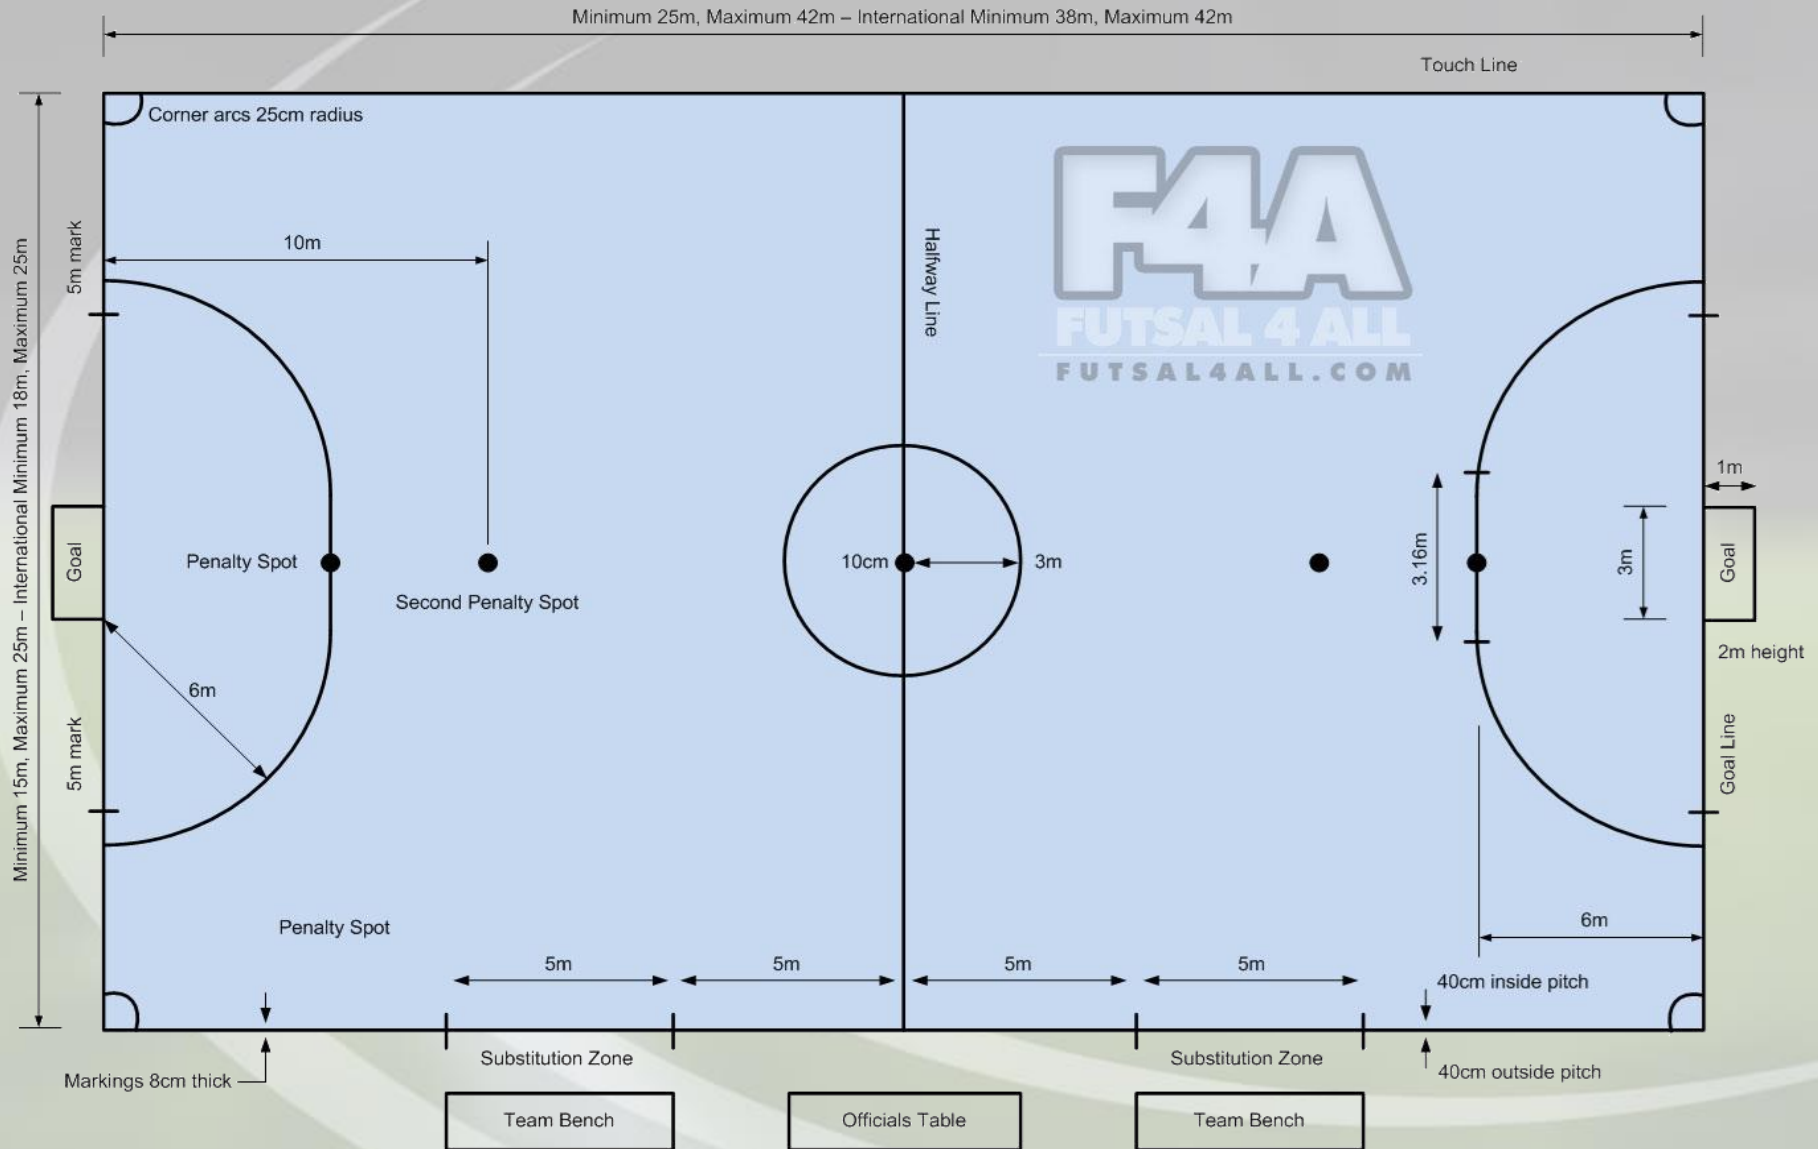 Minimum 25m, Maximum 42m – International Minimum 38m, Maximum 42m
Touch Line
Corner arcs 25cm radius
F4A
FUTSAL 4 ALL
FUTSAL4ALL.COM
Minimum 15m, Maximum 25m – International Minimum 18m, Maximum 25m
5m mark
10m
Halfway Line
Goal
Penalty Spot
Second Penalty Spot
10cm
3m
3.16m
3m
1m
Goal
2m height
6m
5m mark
Goal Line
Penalty Spot
6m
5m
5m
5m
5m
40cm inside pitch
Substitution Zone
Substitution Zone
40cm outside pitch
Markings 8cm thick
Team Bench
Officials Table
Team Bench